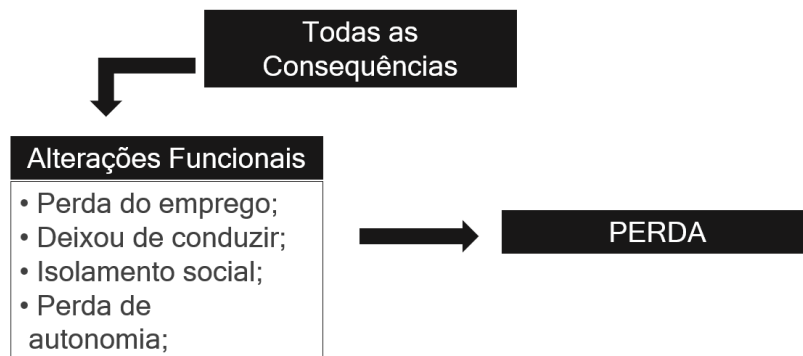 Todas as
Consequências
Alterações Funcionais
• Perda do emprego;
• Deixou de conduzir;
• Isolamento social;
• Perda de
autonomia;
PERDA